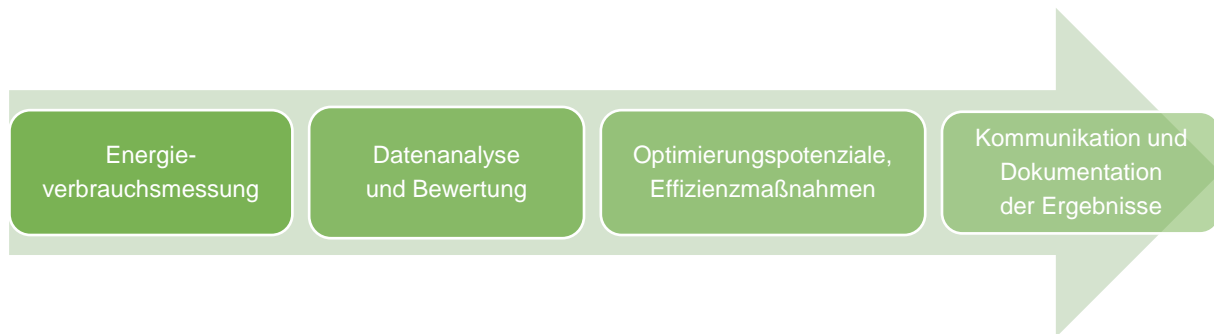 Energie-
verbrauchsmessung
Datenanalyse
und Bewertung
Optimierungspotenziale,
Effizienzmaßnahmen
Kommunikation und
Dokumentation
der Ergebnisse